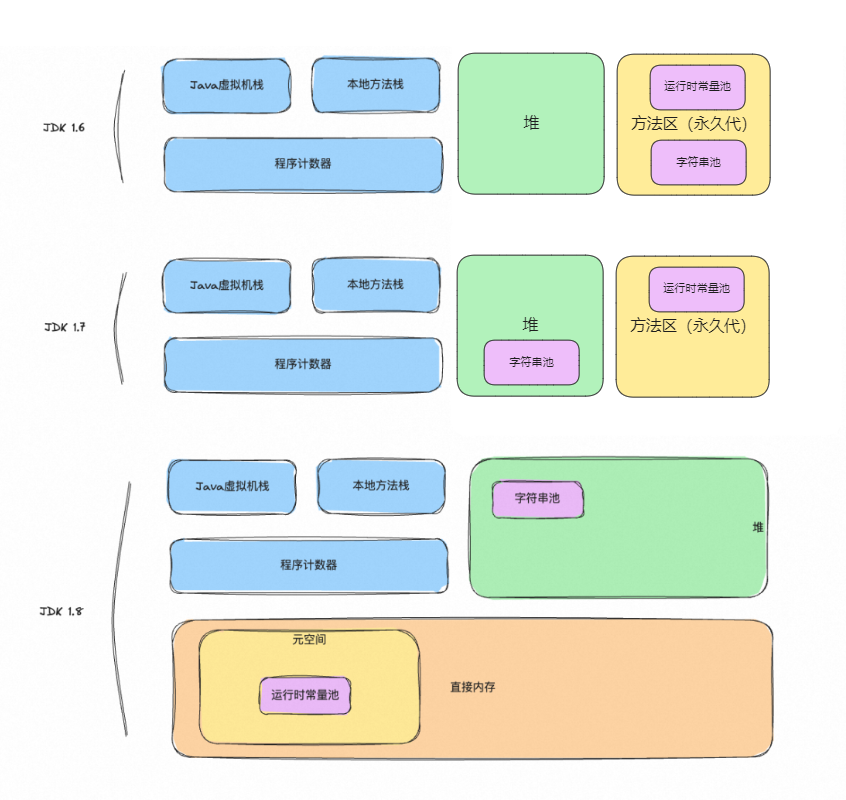 Java虚拟机栈
本地方法栈
堆
运行时常量池
方法区（永久代）
字符串池
JDK 1.6
程序计数器
Java虚拟机栈
本地方法栈
堆
字符串池
运行时常量池
方法区（永久代）
JDK 1.7
程序计数器
Java虚拟机栈
本地方法栈
字符串池
堆
程序计数器
JDK 1.8
元空间
运行时常量池
直接内存